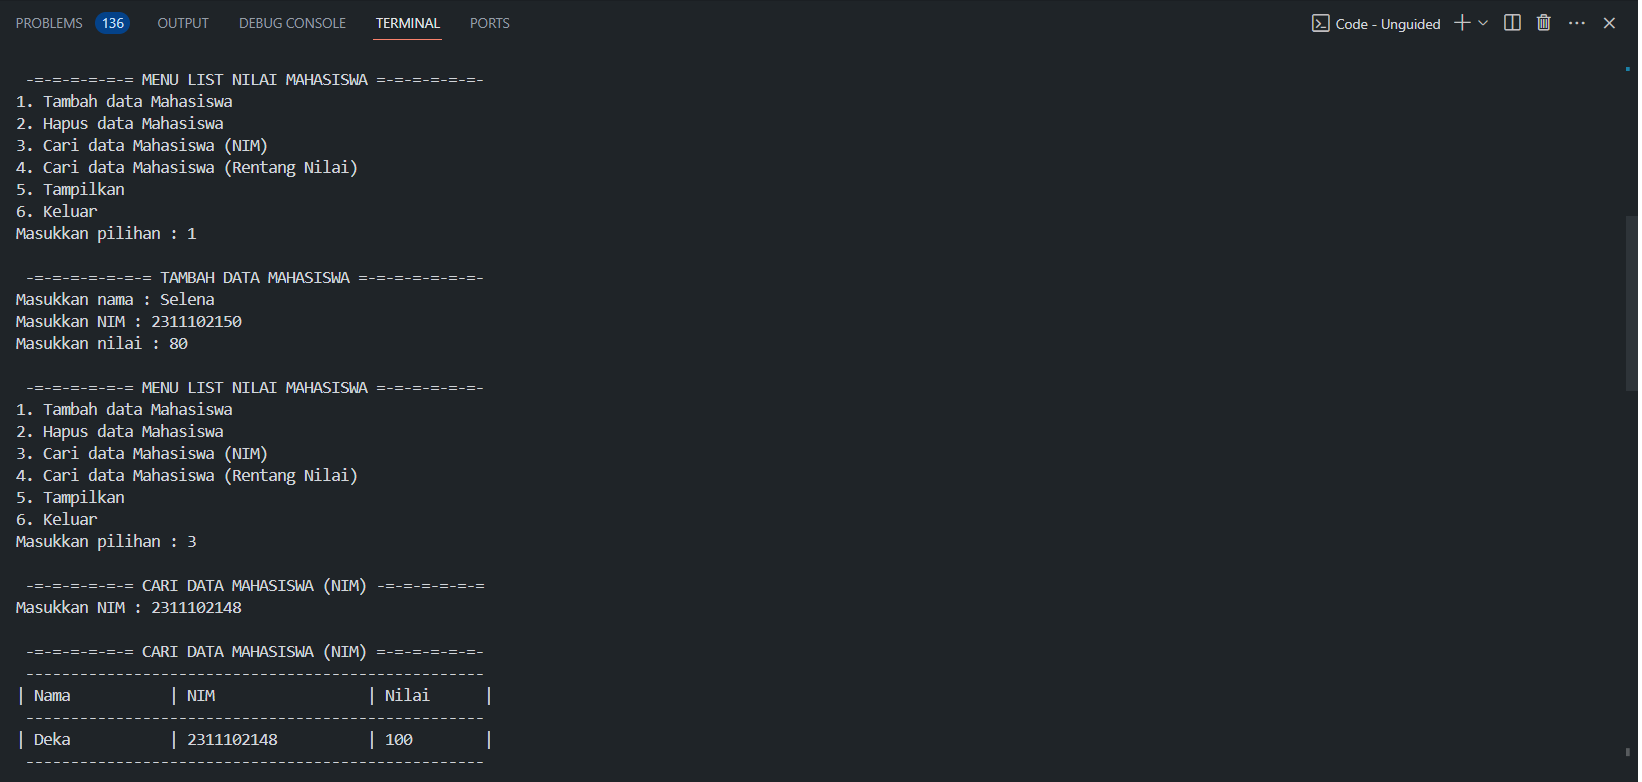 PROBLEMS 136 OUTPUT DEBUG CONSOLE TERMINAL PORTS Code - Unguided
-=-=-=-=-=-= MENU LIST NILAI MAHASISWA =-=-=-=-=-=-
1. Tambah data Mahasiswa
2. Hapus data Mahasiswa
3. Cari data Mahasiswa (NIM)
4. Cari data Mahasiswa (Rentang Nilai)
5. Tampilkan
6. Keluar
Masukkan pilihan : 1
-=-=-=-=-=-=-= TAMBAH DATA MAHASISWA =-=-=-=-=-=-=-
Masukkan nama : Selena
Masukkan NIM : 2311102150
Masukkan nilai : 80
-=-=-=-=-=-= MENU LIST NILAI MAHASISWA =-=-=-=-=-=-
1. Tambah data Mahasiswa
2. Hapus data Mahasiswa
3. Cari data Mahasiswa (NIM)
4. Cari data Mahasiswa (Rentang Nilai)
5. Tampilkan
6. Keluar
Masukkan pilihan : 3
-=-=-=-=-=-= CARI DATA MAHASISWA (NIM) -=-=-=-=-=-=
Masukkan NIM : 2311102148
-=-=-=-=-=-= CARI DATA MAHASISWA (NIM) =-=-=-=-=-=-
---------------------------------------------------
| Nama | NIM | Nilai |
---------------------------------------------------
| Deka | 2311102148 | 100 |
---------------------------------------------------